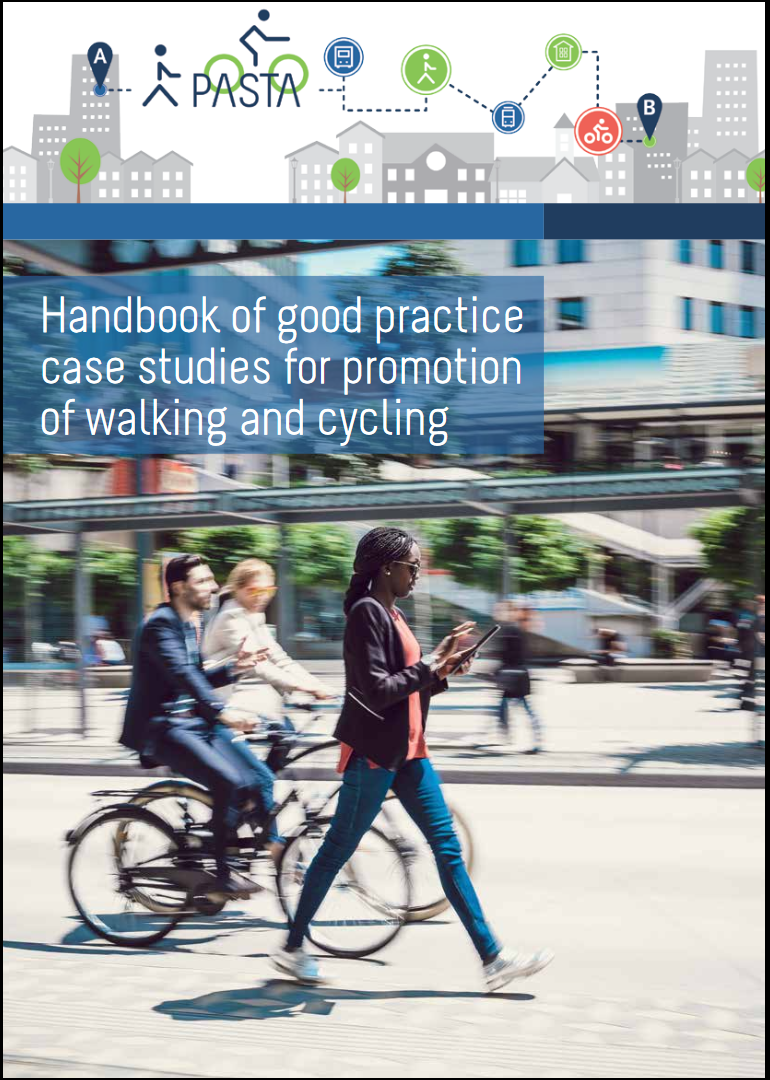 A
PASTA
B
Handbook of good practice
case studies for promotion
of walking and cycling